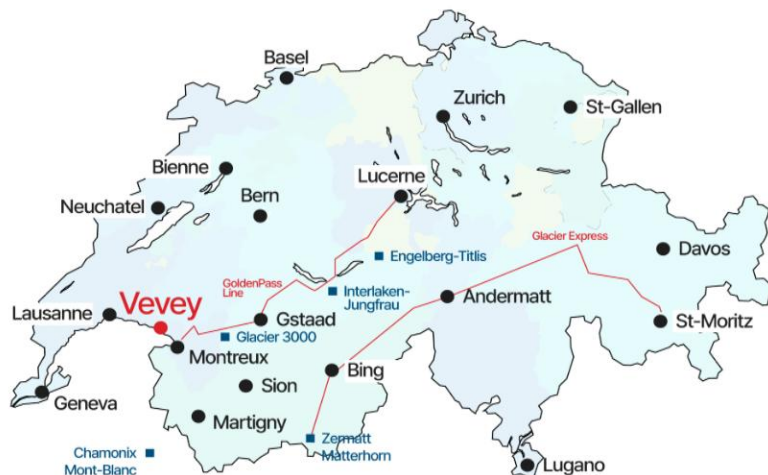 Basel
Zurich
St-Gallen
Bienne
Lucerne
Neuchatel
Bern
Glacier Express
Davos
Engelberg-Titlis
GoldenPass
Line
Interlaken-
Jungfrau
Andermatt
Vevey
Lausanne
Gstaad
St-Moritz
Glacier 3000
Montreux
Bing
Sion
Geneva
Martigny
Zermatt
Matterhorn
Chamonix
Mont-Blanc
Lugano